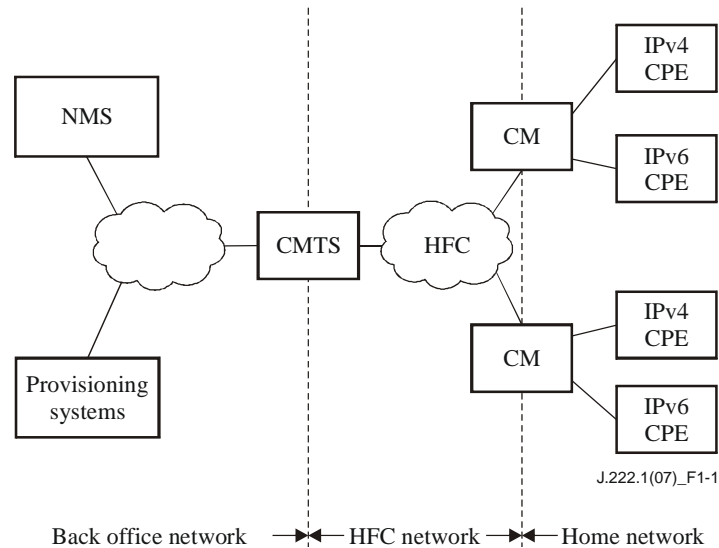 IPv4
CPE
NMS
CM
IPv6
CPE
CMTS
HFC
IPv4
CPE
Provisioning
systems
CM
IPv6
CPE
J.222.1(07)_F1-1
Back office network
HFC network
Home network